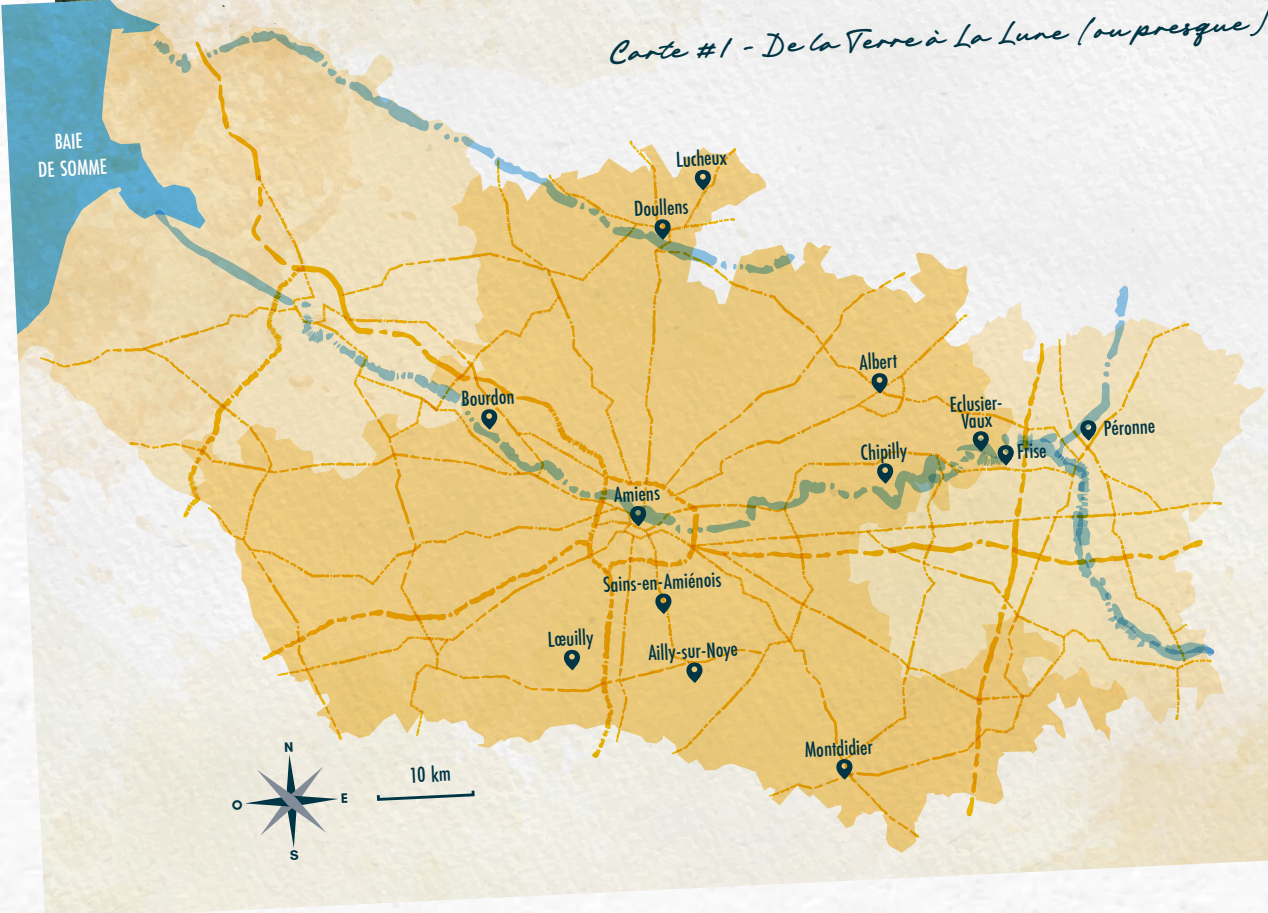 Carte #1 - De la Terre à La Lune (ou presque)
BAIE
DE SOMME
Lucheux
Doullens
Albert
Bourdon
Eclusier-
Vaux
Péronne
Frise
Chipilly
Amiens
Sains-en-Amiénois
Lœuilly
Ailly-sur-Noye
Montdidier
N
O
E
S
10 km